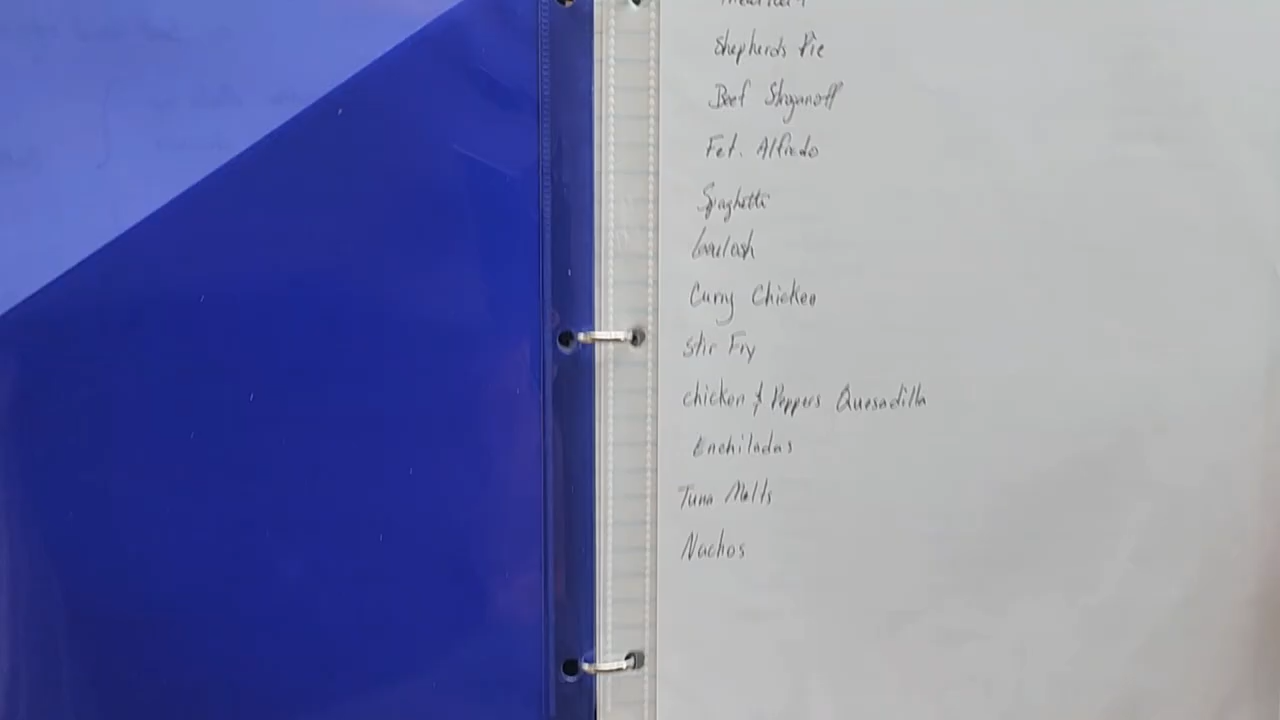 Shepherds Pie
Beef Stroganoff
Fet. Alfredo
Spaghetti
Goulash
Curry Chicken
Stir Fry
chicken & Peppers Quesadilla
Enchiladas
Tuna Melts
Nachos